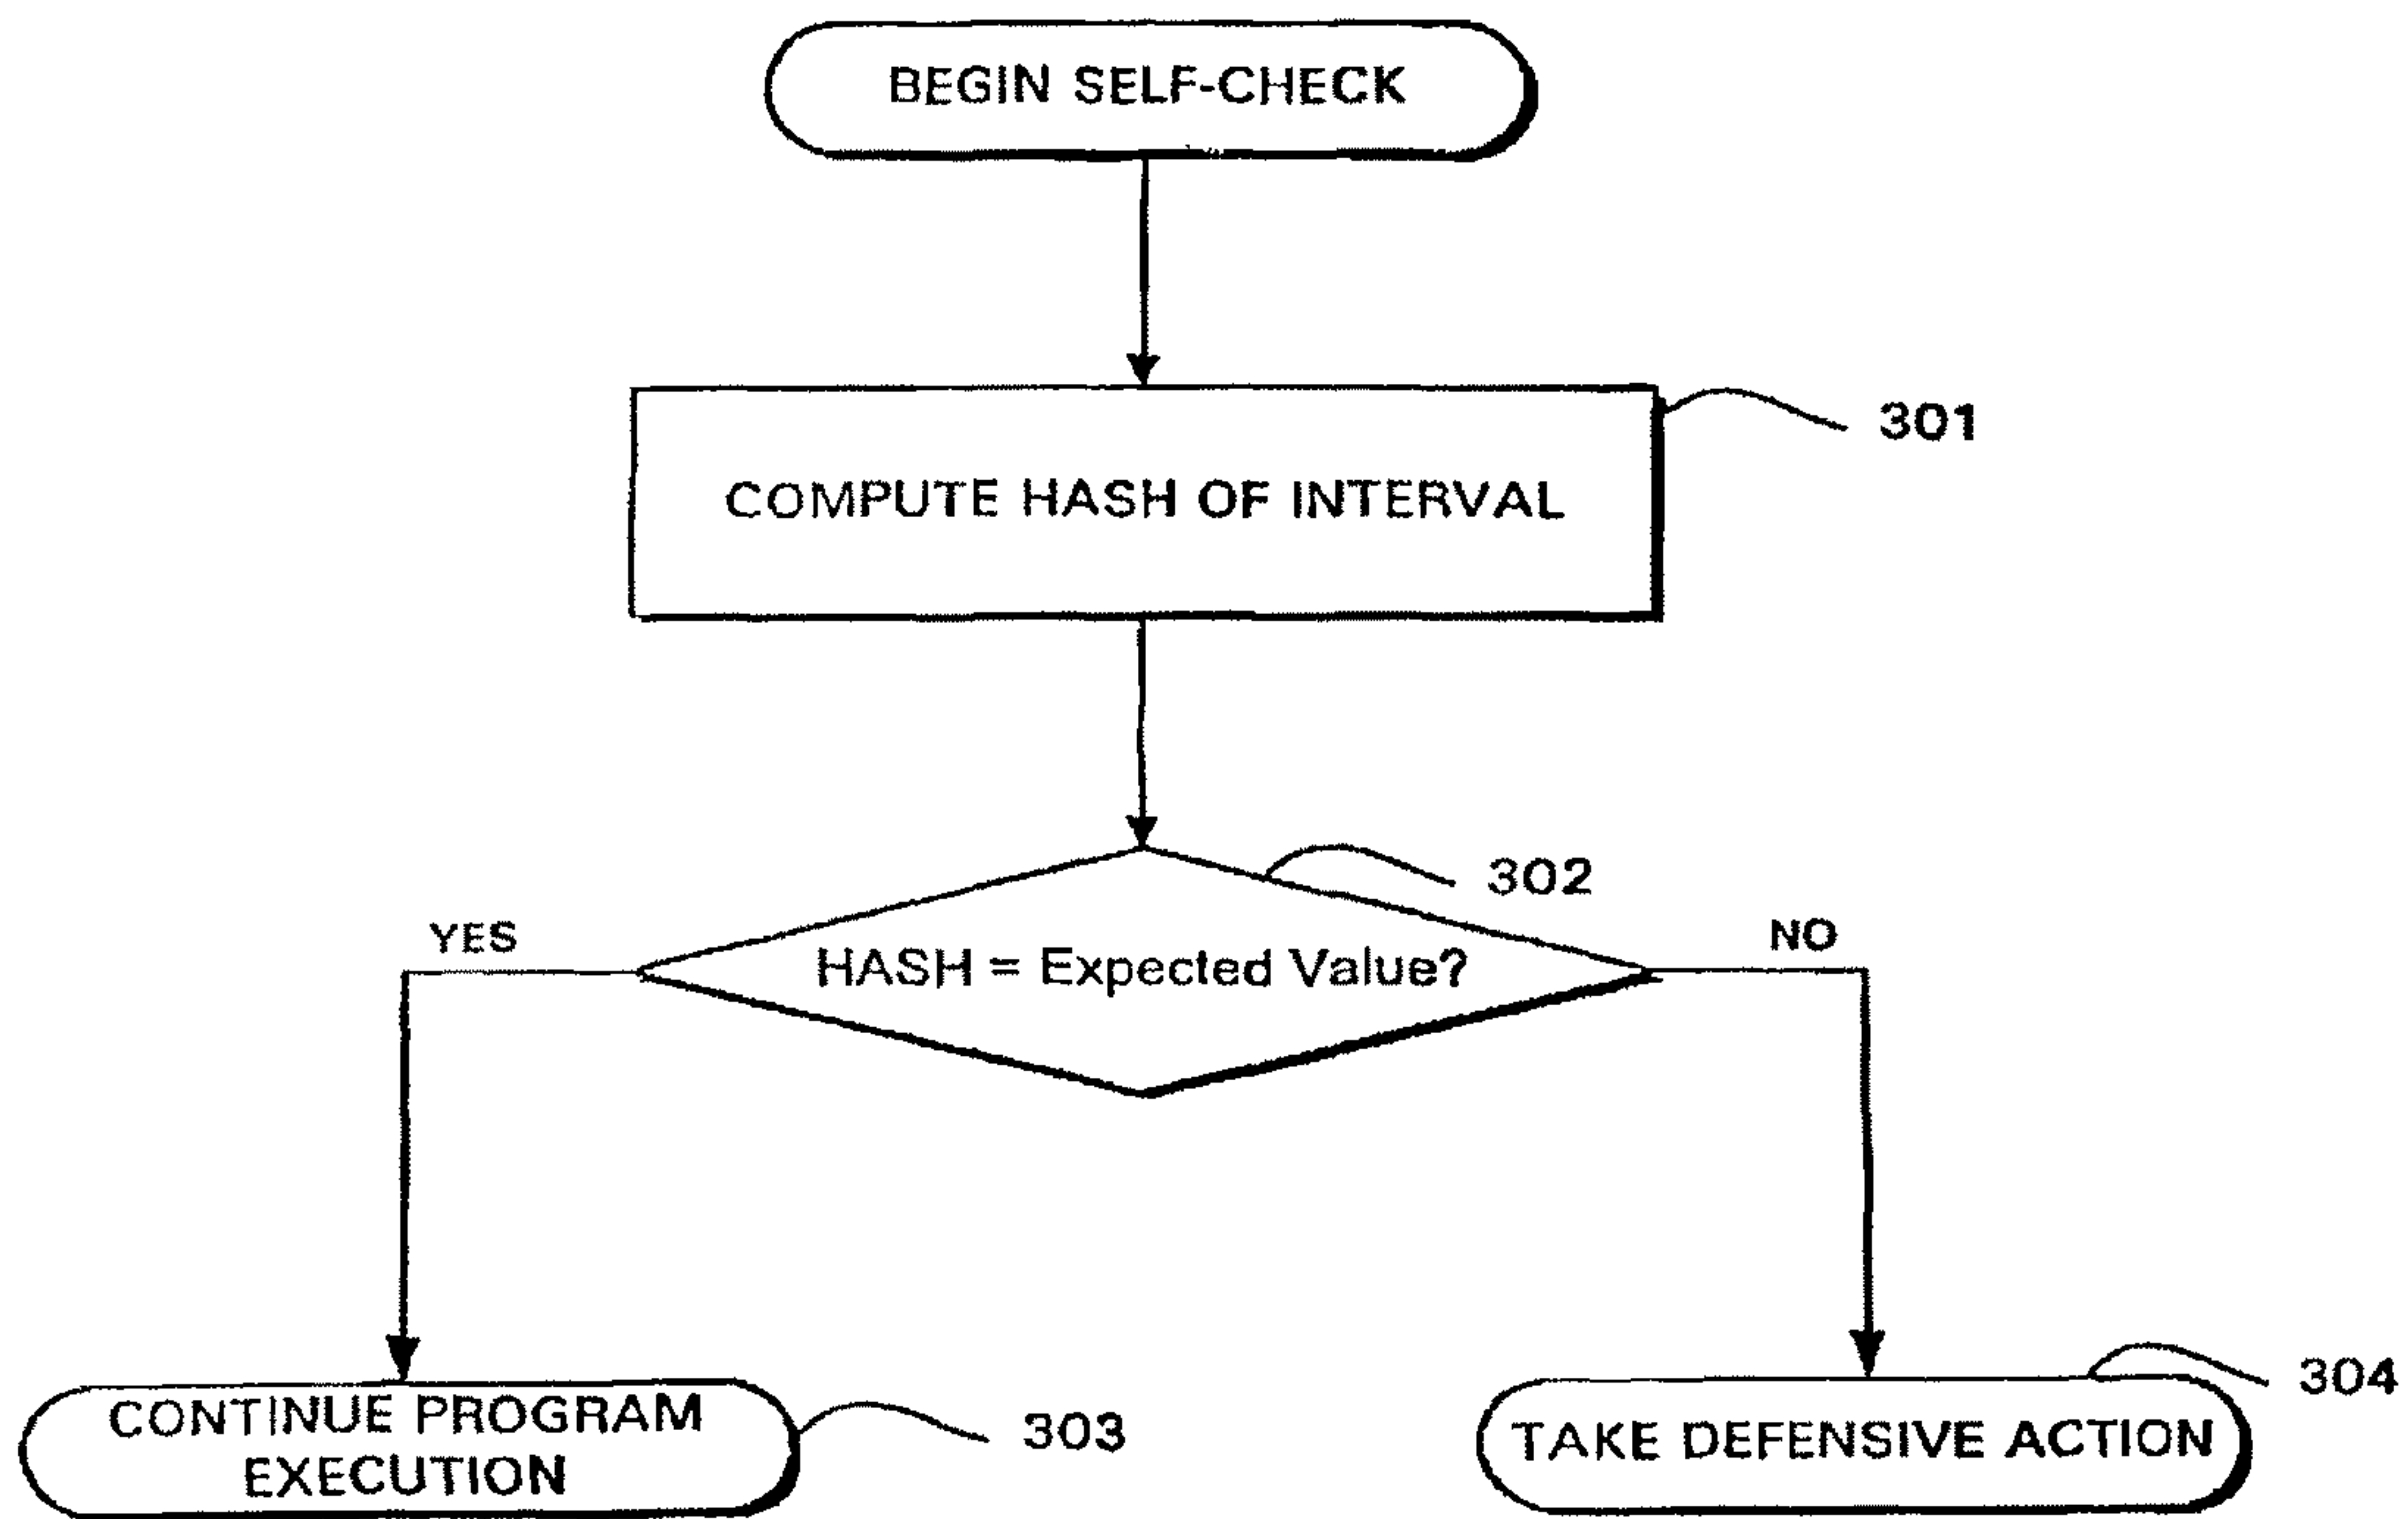 BEGIN SELF-CHECK
301
COMPUTE HASH OF INTERVAL
302
YES
NO
HASH = Expected Value?
304
CONTINUE PROGRAM
EXECUTION
303
TAKE DEFENSIVE ACTION